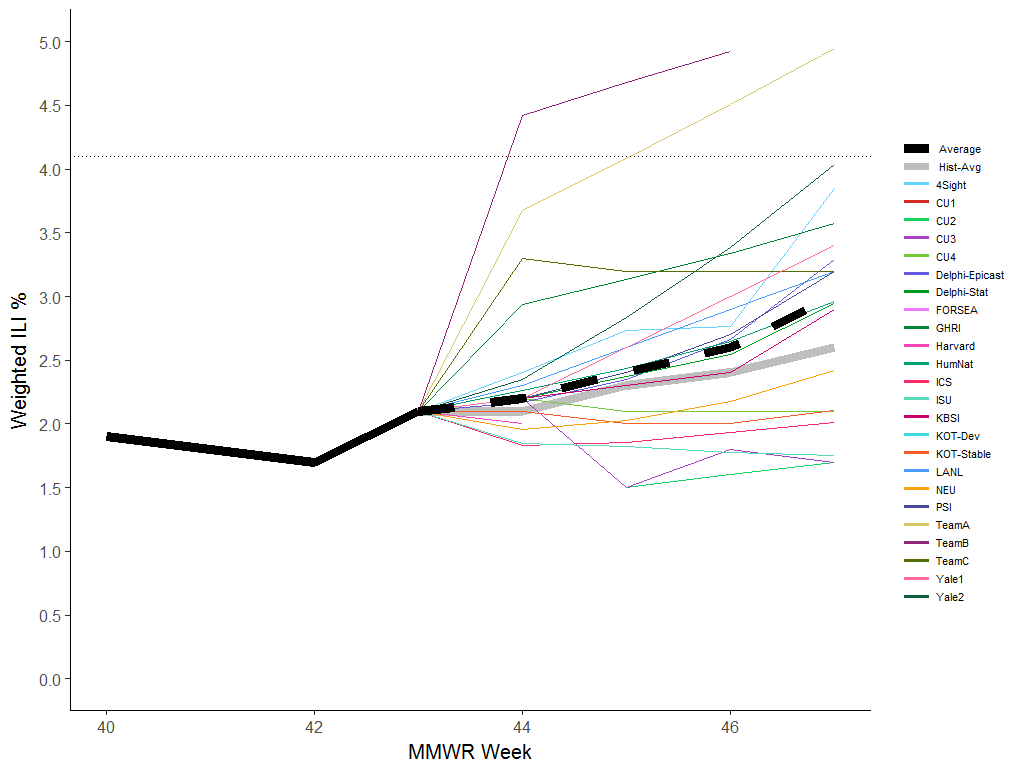 5.0
4.5
4.0
3.5
3.0
2.5
2.0
1.5
1.0
0.5
0.0
Weighted ILI %
40 42 44 46
MMWR Week
Average
Hist-Avg
4Sight
CU1
CU2
CU3
CU4
Delphi-Epicast
Delphi-Stat
FORSEA
GHRI
Harvard
HumNat
ICS
ISU
KBSI
KOT-Dev
KOT-Stable
LANL
NEU
PSI
TeamA
TeamB
TeamC
Yale1
Yale2